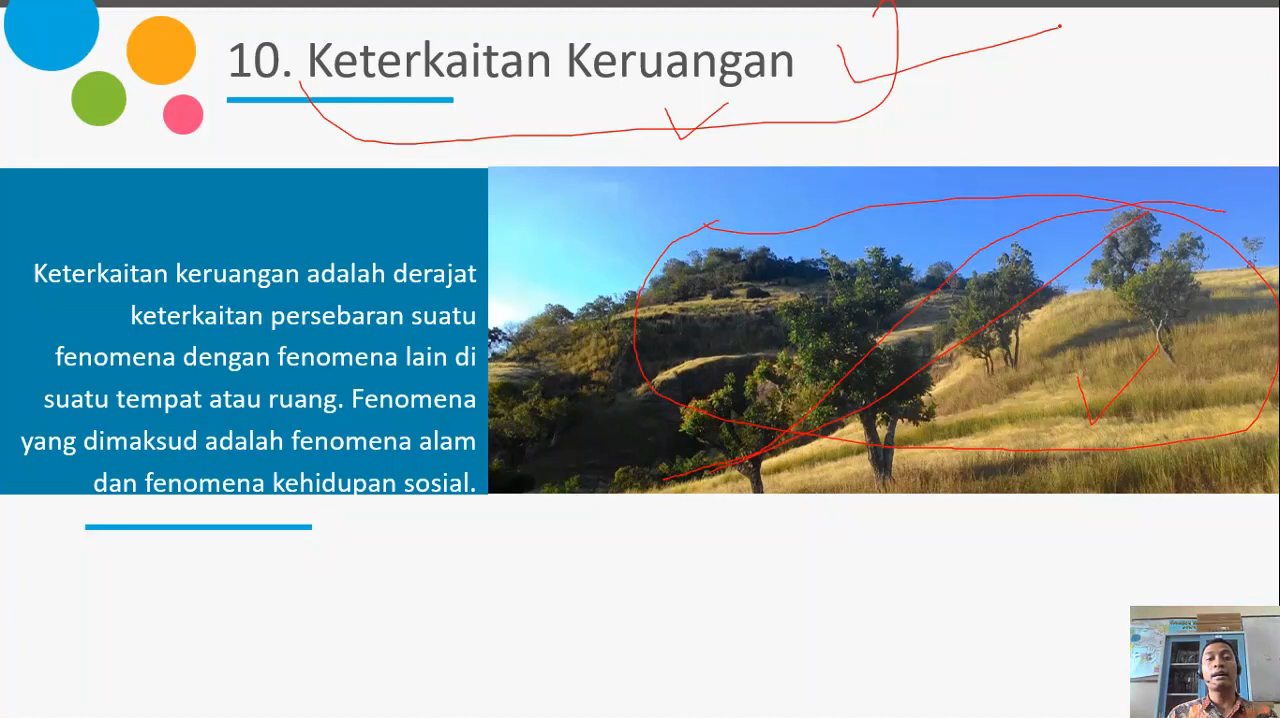 10. Keterkaitan Keruangan
Keterkaitan keruangan adalah derajat
keterkaitan persebaran suatu
fenomena dengan fenomena lain di
suatu tempat atau ruang. Fenomena
yang dimaksud adalah fenomena alam
dan fenomena kehidupan sosial.